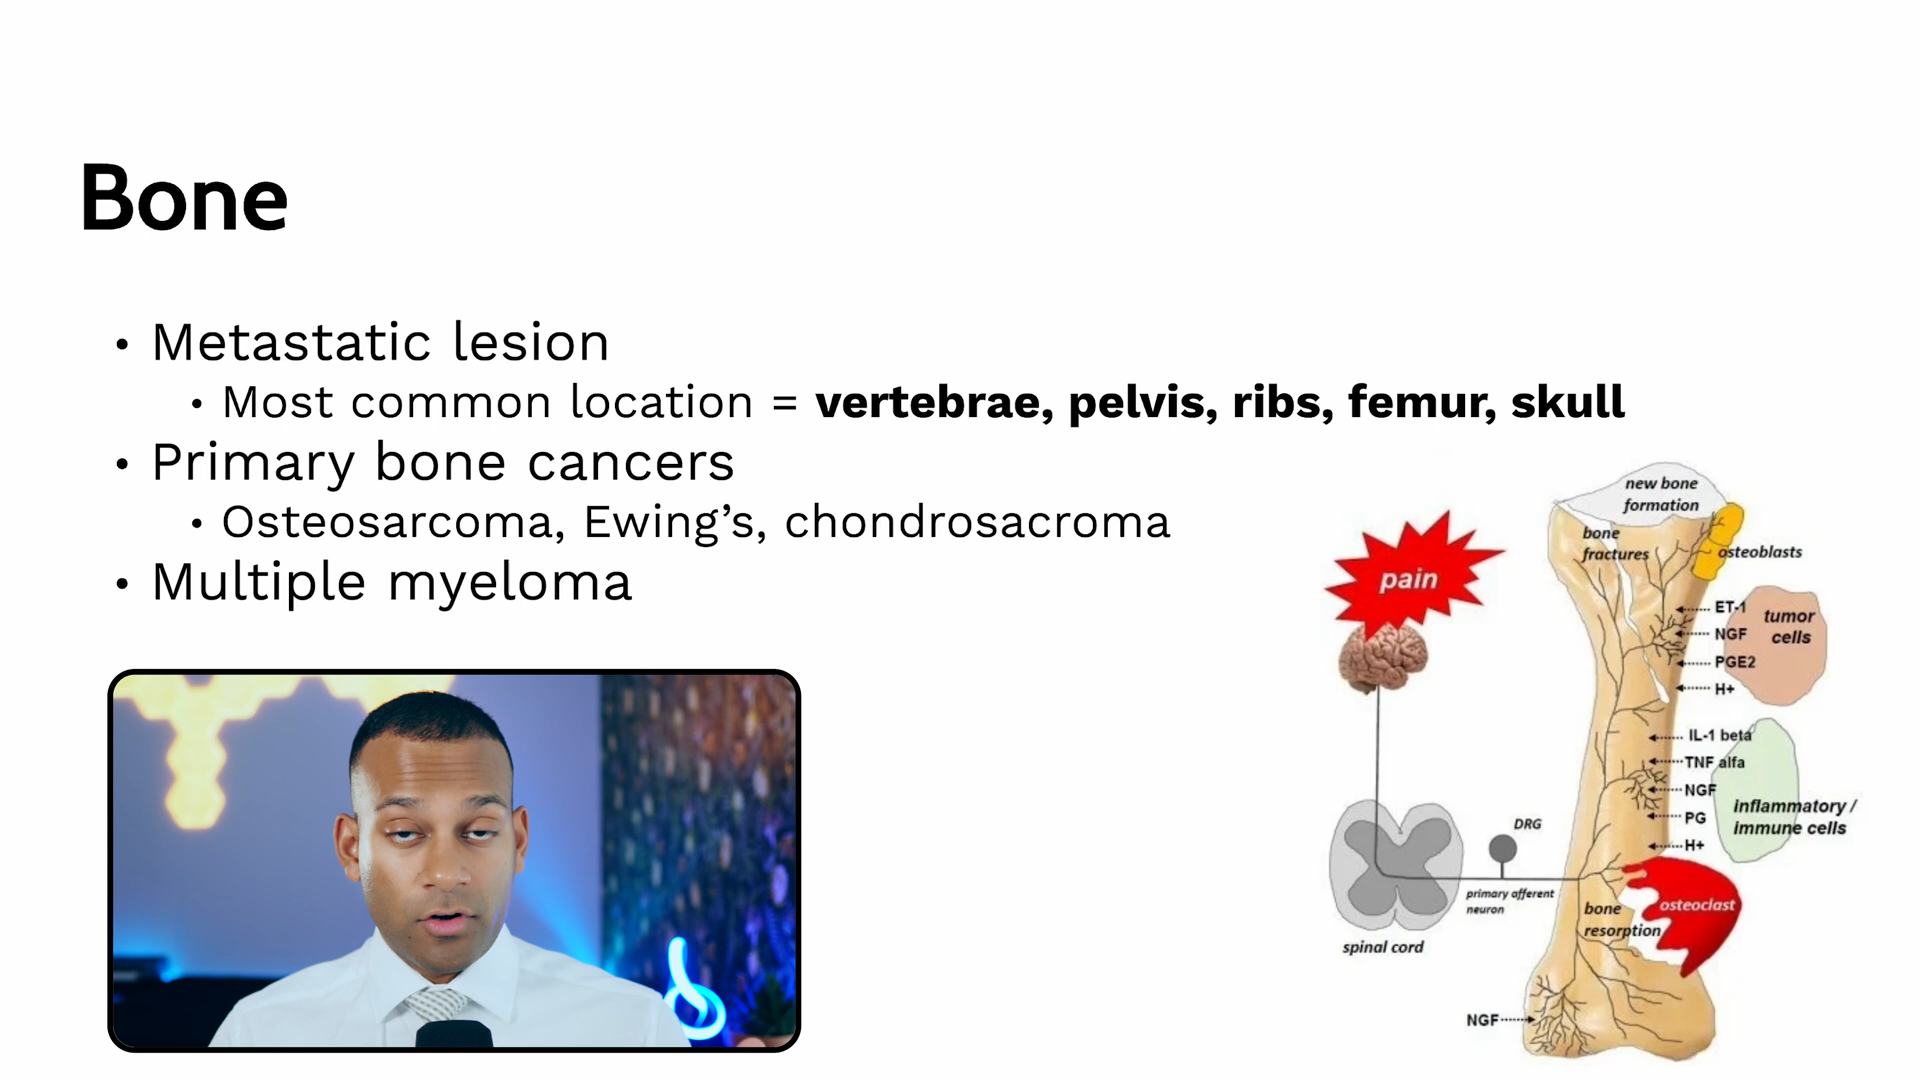 Bone
• Metastatic lesion
• Most common location = vertebrae, pelvis, ribs, femur, skull
• Primary bone cancers
• Osteosarcoma, Ewing’s, chondrosacroma
• Multiple myeloma
new bone
formation
bone
fractures
osteoblasts
pain
ET-1
NGF
PGE2
H+
tumor
cells
IL-1 beta
TNF alfa
NGF
PG
H+
inflammatory /
immune cells
DRG
primary afferent
neuron
spinal cord
bone
resorption
osteoclast
NGF